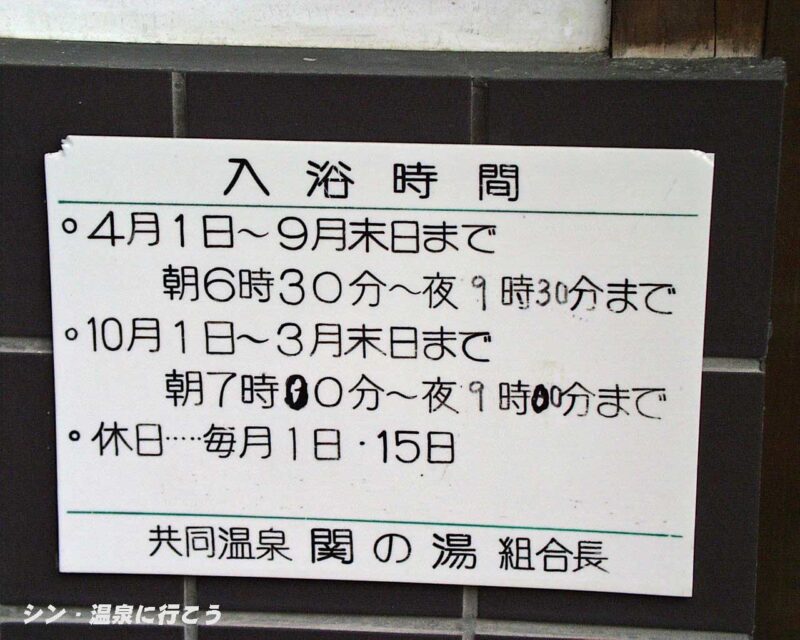 入浴時間
○4月1日～9月末日まで
朝6時30分～夜9時30分まで
○10月1日～3月末日まで
朝7時00分～夜9時00分まで
○休日‥‥毎月1日・15日
共同温泉 関の湯 組合長
シン・温泉に行こう